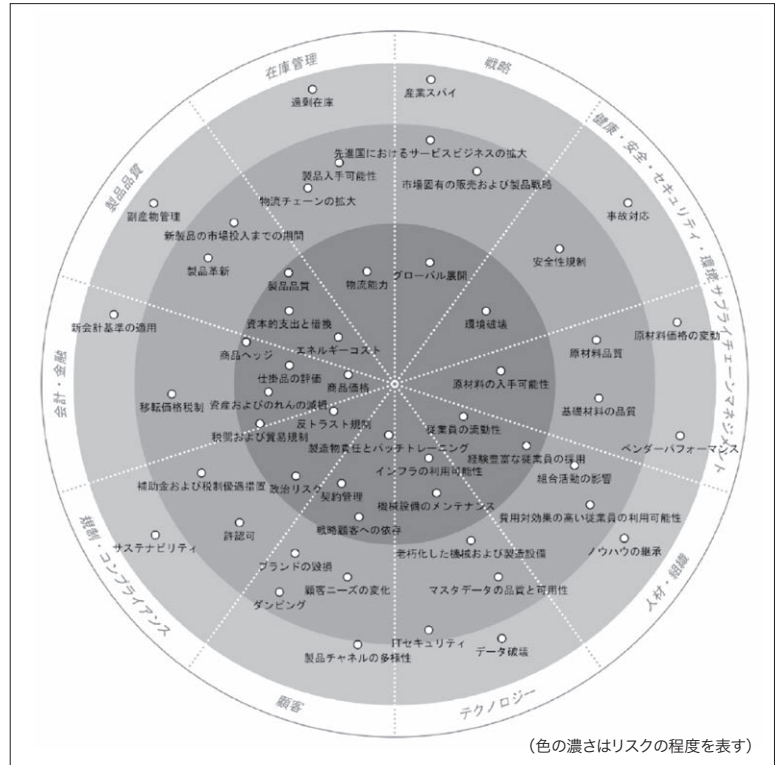 在庫管理
戦略
健康・安全・セキュリティ・環境
サプライチェーンマネジメント
人材・組織
テクノロジー
顧客
規制・コンプライアンス
会計・金融
製品品質
過剰在庫
産業スパイ
先進国におけるサービスビジネスの拡大
製品入手可能性
市場固有の販売および製品戦略
物流チェーンの拡大
副産物管理
事故対応
新製品の市場投入までの期間
安全性規制
製品革新
製品品質
物流能力
グローバル展開
資本的支出と借換
環境破壊
新会計基準の適用
原材料価格の変動
商品ヘッジ
エネルギーコスト
原材料品質
仕掛品の評価
商品価格
原材料の入手可能性
移転価格税制
資産およびのれんの減損
基礎材料の品質
反トラスト規制
従業員の流動性
税関および貿易規制
製造物責任とバッチトレーニング
経験豊富な従業員の採用
ベンダーパフォーマンス
インフラの利用可能性
組合活動の影響
補助金および税制優遇措置
政治リスク
契約管理
機械設備のメンテナンス
費用対効果の高い従業員の利用可能性
戦略顧客への依存
許認可
サステナビリティ
老朽化した機械および製造設備
ノウハウの継承
ブランドの毀損
顧客ニーズの変化
マスタデータの品質と可用性
ダンピング
ITセキュリティ
データ破壊
製品チャネルの多様性
(色の濃さはリスクの程度を表す)